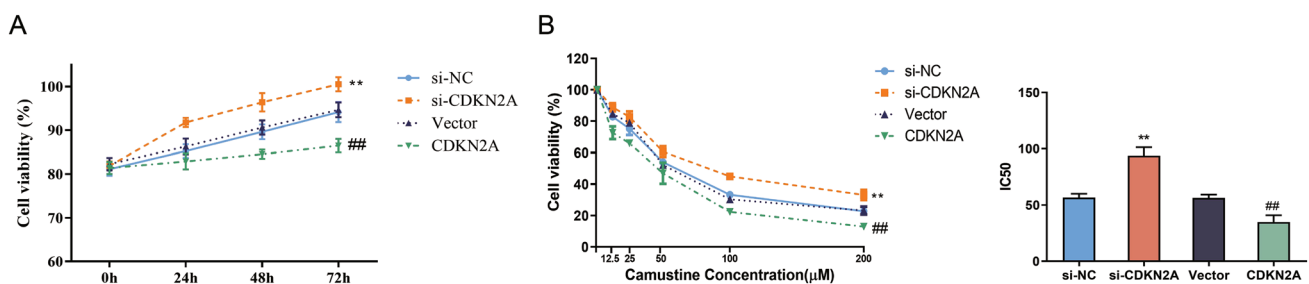 A
Cell viability (%)
100
90
80
70
60
0h 24h 48h 72h
**
##
si-NC
si-CDKN2A
Vector
CDKN2A
B
Cell viability (%)
120
100
80
60
40
20
0
12.5 25 50 100 200
Camustine Concentration(μM)
**
##
si-NC
si-CDKN2A
Vector
CDKN2A
IC50
150
100
50
0
**
##
si-NC si-CDKN2A Vector CDKN2A